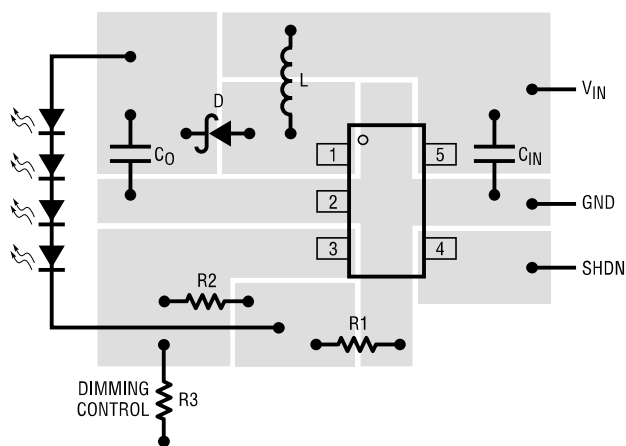 L
D
V_IN
1
5
C_O
C_IN
2
GND
3
4
SHDN
R2
R1
DIMMING
CONTROL
R3